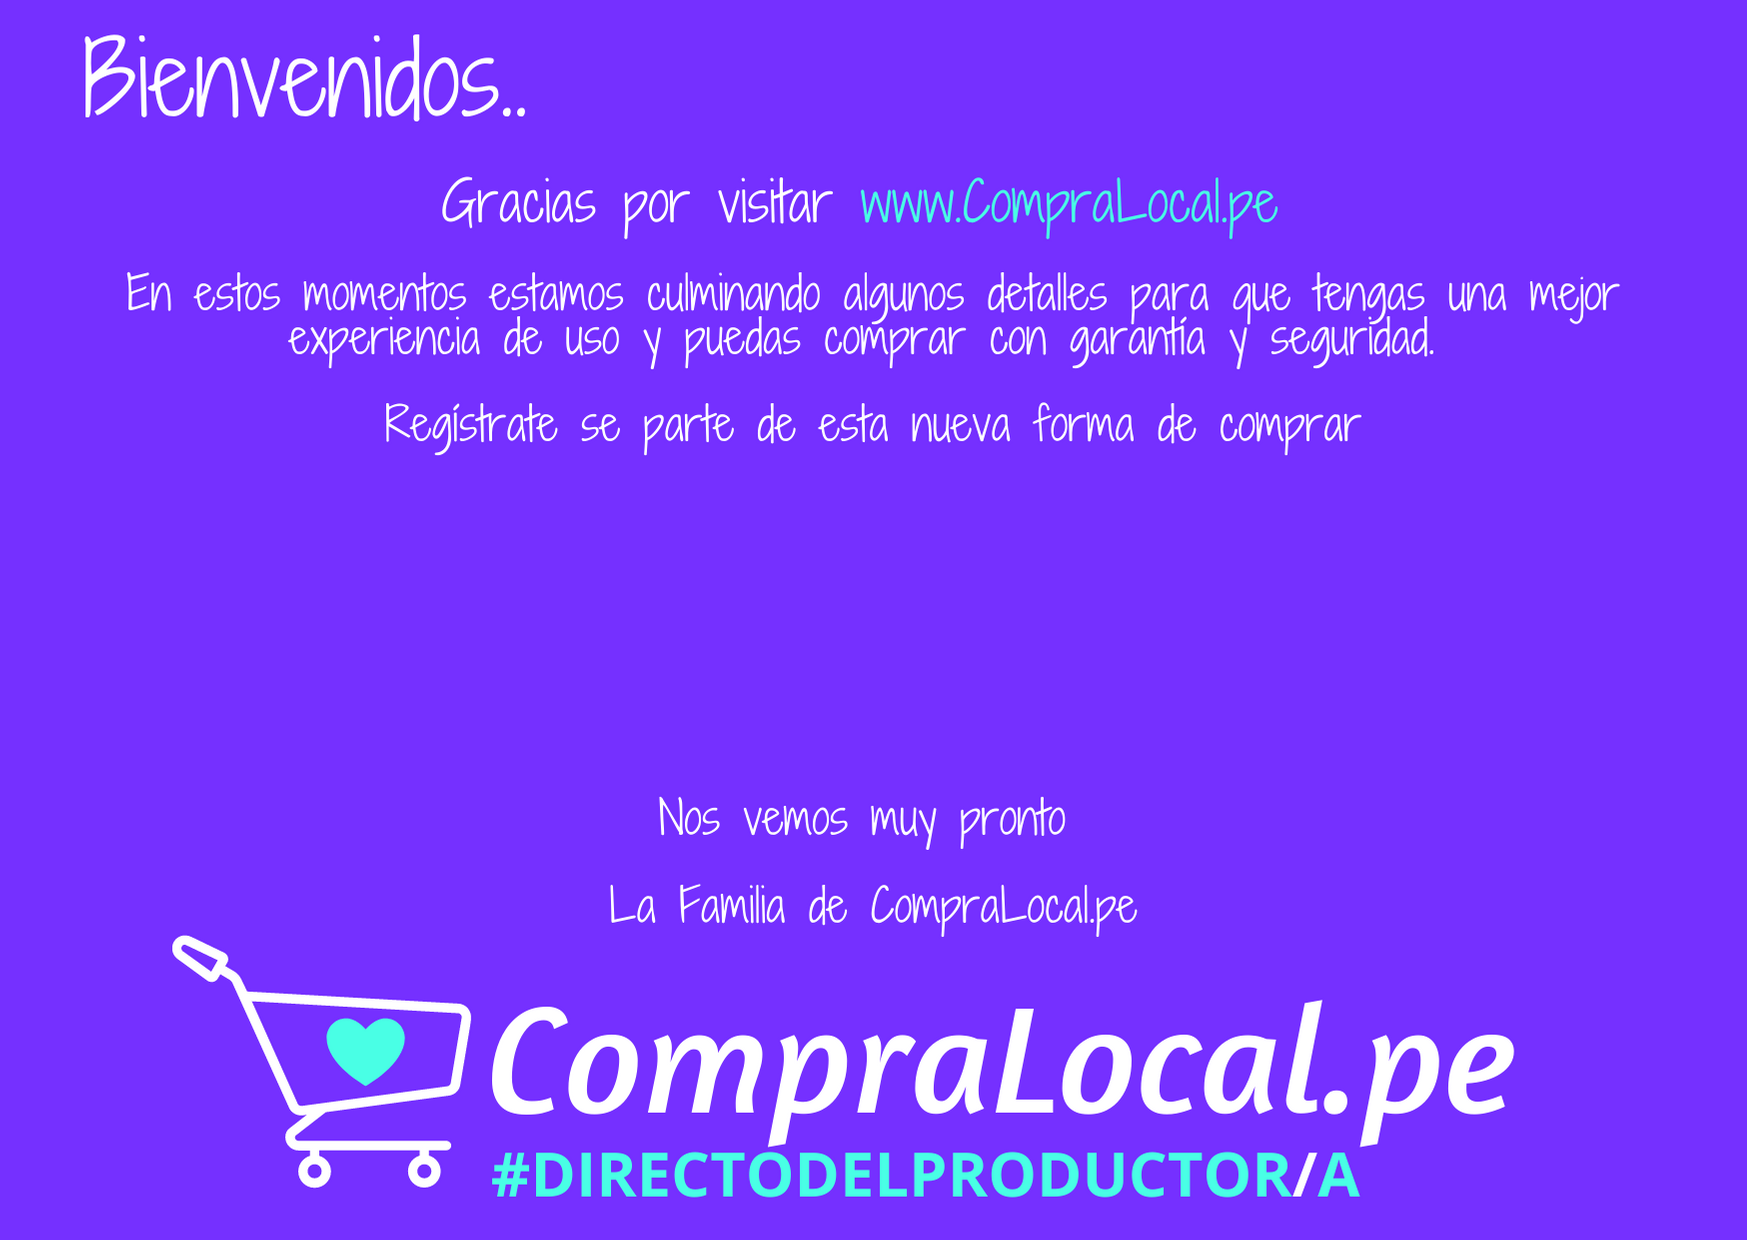 Bienvenidos..
Gracias por visitar www.CompraLocal.pe
En estos momentos estamos culminando algunos detalles para que tengas una mejor
experiencia de uso y puedas comprar con garantía y seguridad.
Regístrate se parte de esta nueva forma de comprar
Nos vemos muy pronto
La Familia de CompraLocal.pe
CompraLocal.pe
#DIRECTODELPRODUCTOR/A